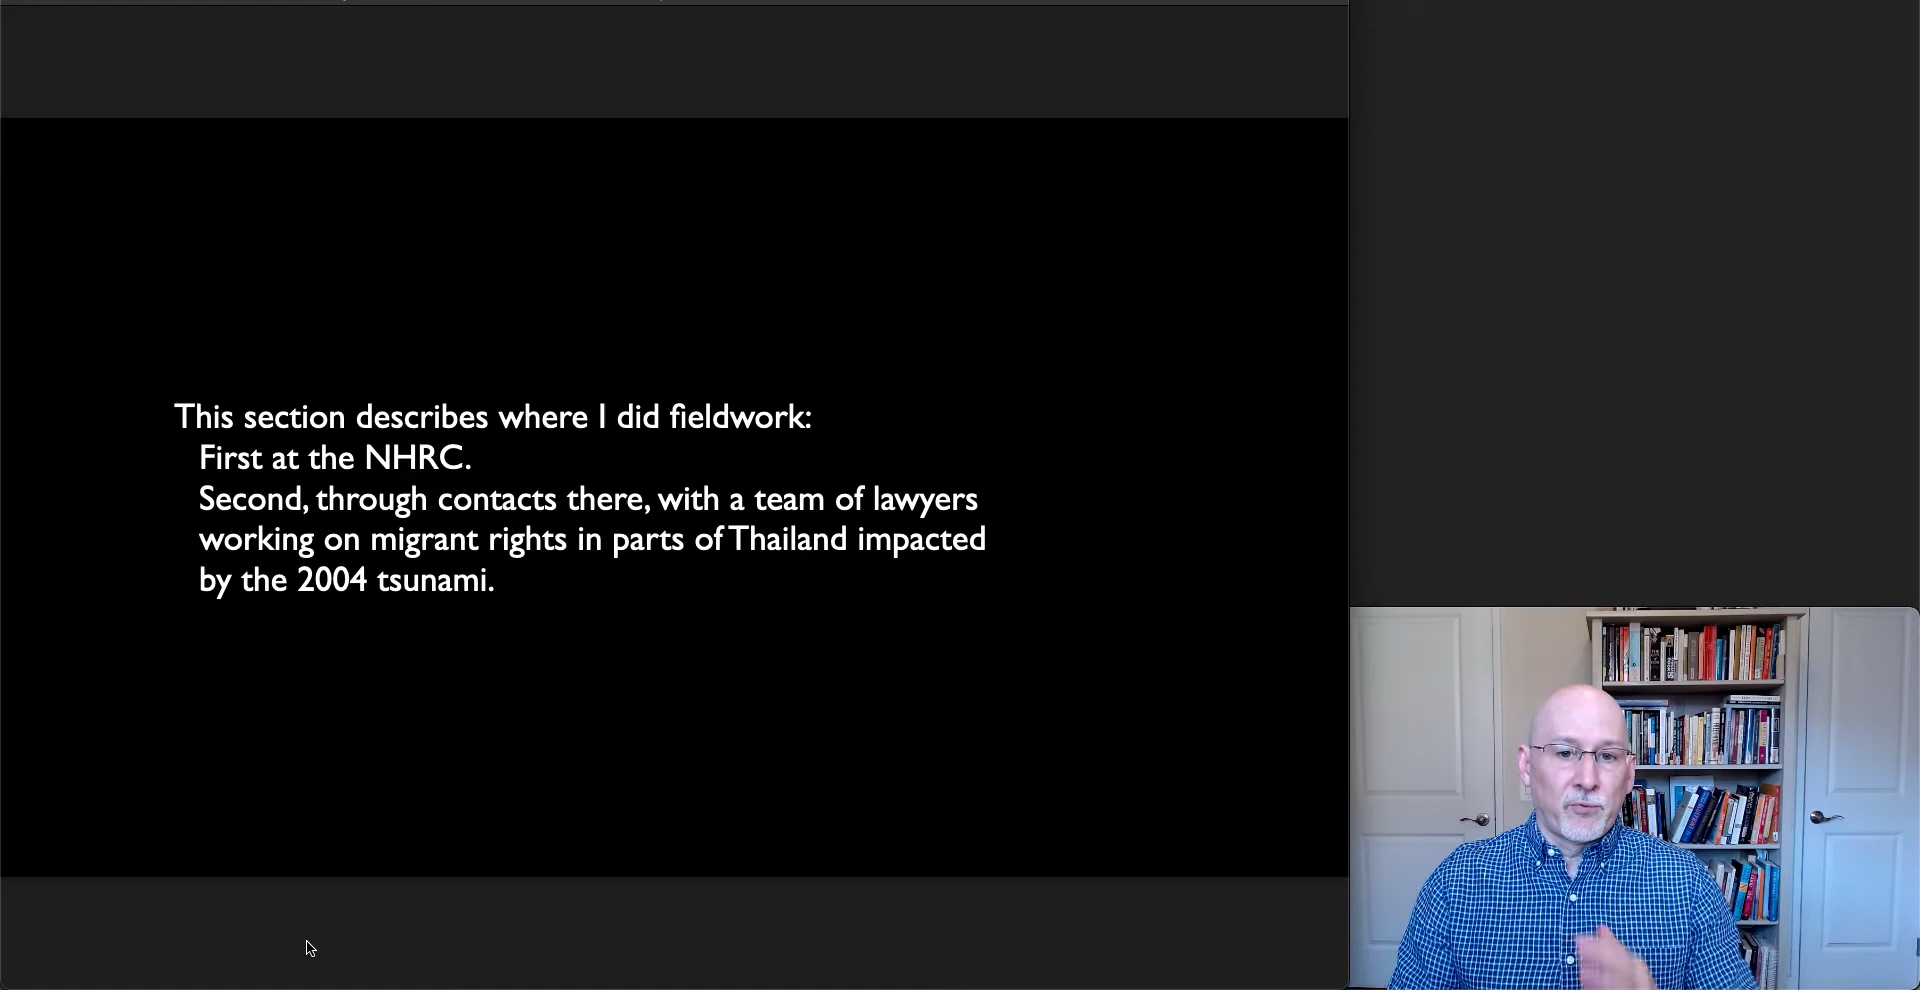 This section describes where I did fieldwork:
First at the NHRC.
Second, through contacts there, with a team of lawyers
working on migrant rights in parts of Thailand impacted
by the 2004 tsunami.